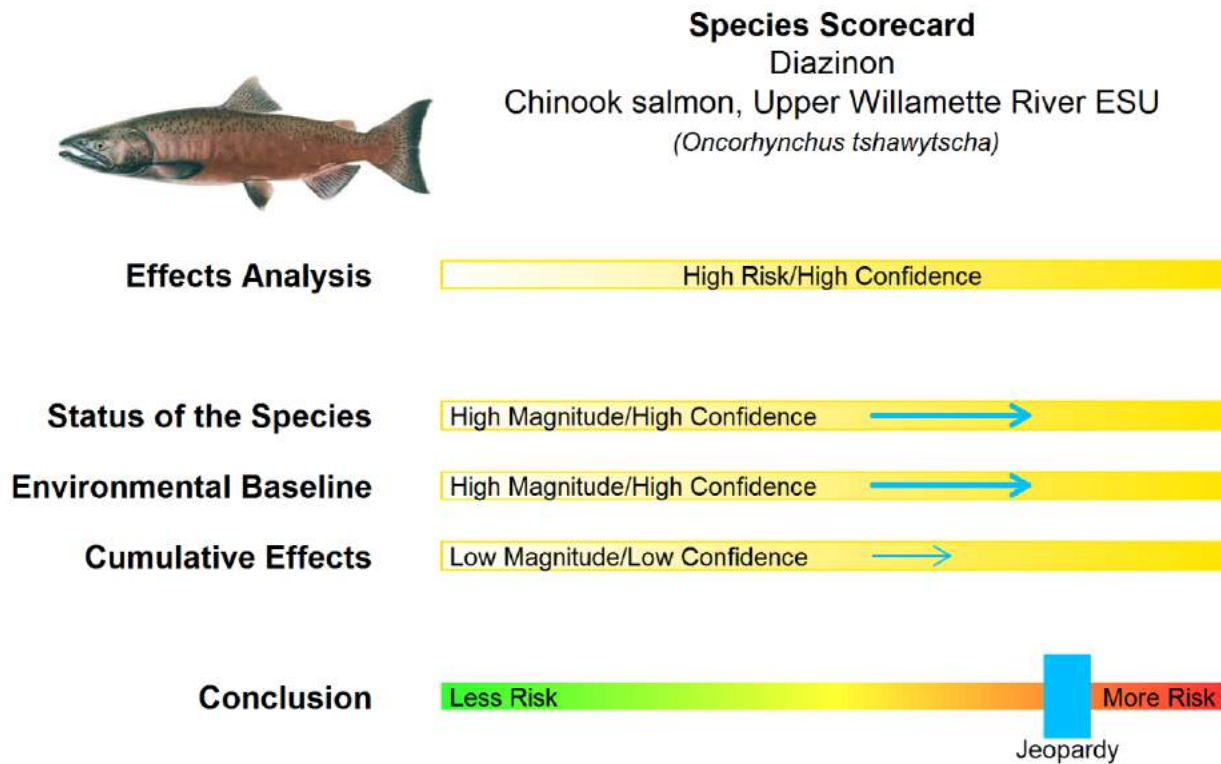 Species Scorecard
Diazinon
Chinook salmon, Upper Willamette River ESU
(Oncorhynchus tshawytscha)
Effects Analysis
High Risk/High Confidence
Status of the Species
High Magnitude/High Confidence
Environmental Baseline
High Magnitude/High Confidence
Cumulative Effects
Low Magnitude/Low Confidence
Conclusion
Less Risk
More Risk
Jeopardy